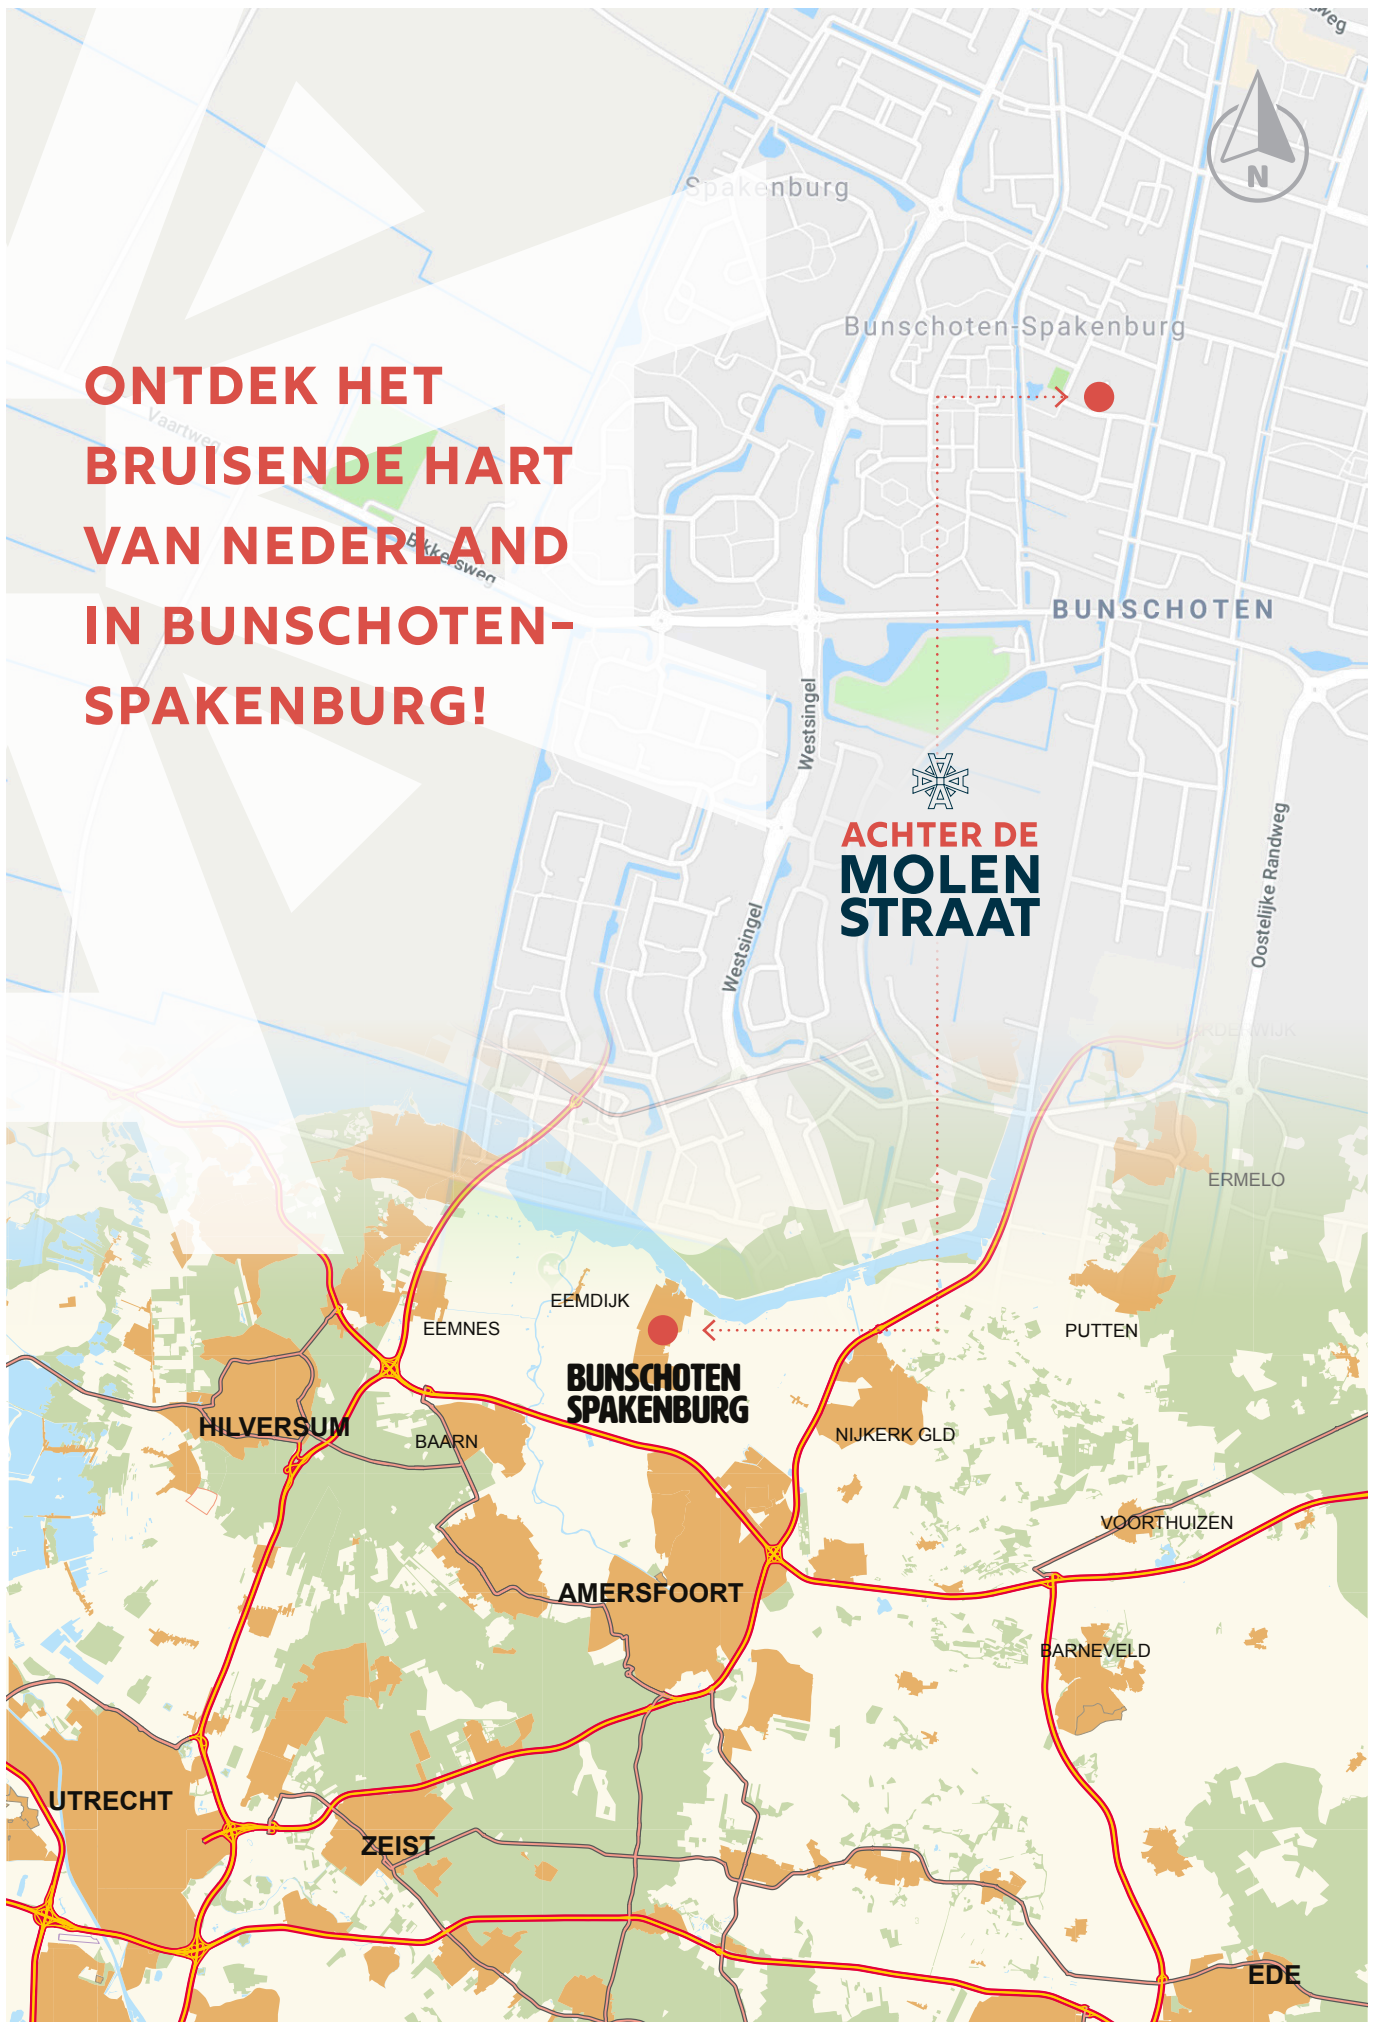 weg
N
Spakenburg
Bunschoten-Spakenburg
ONTDEK HET
BRUISENDE HART
VAN NEDERLAND
IN BUNSCHOTEN-
SPAKENBURG!
Vaartweg
Bikkersweg
BUNSCHOTEN
Westsingel
ACHTER DE
MOLEN
STRAAT
Oostelijke Randweg
Westsingel
HARDERWIJK
ERMELO
EEMDIJK
EEMNES
PUTTEN
BUNSCHOTEN
SPAKENBURG
HILVERSUM
BAARN
NIJKERK GLD
VOORTHUIZEN
AMERSFOORT
BARNEVELD
UTRECHT
ZEIST
EDE